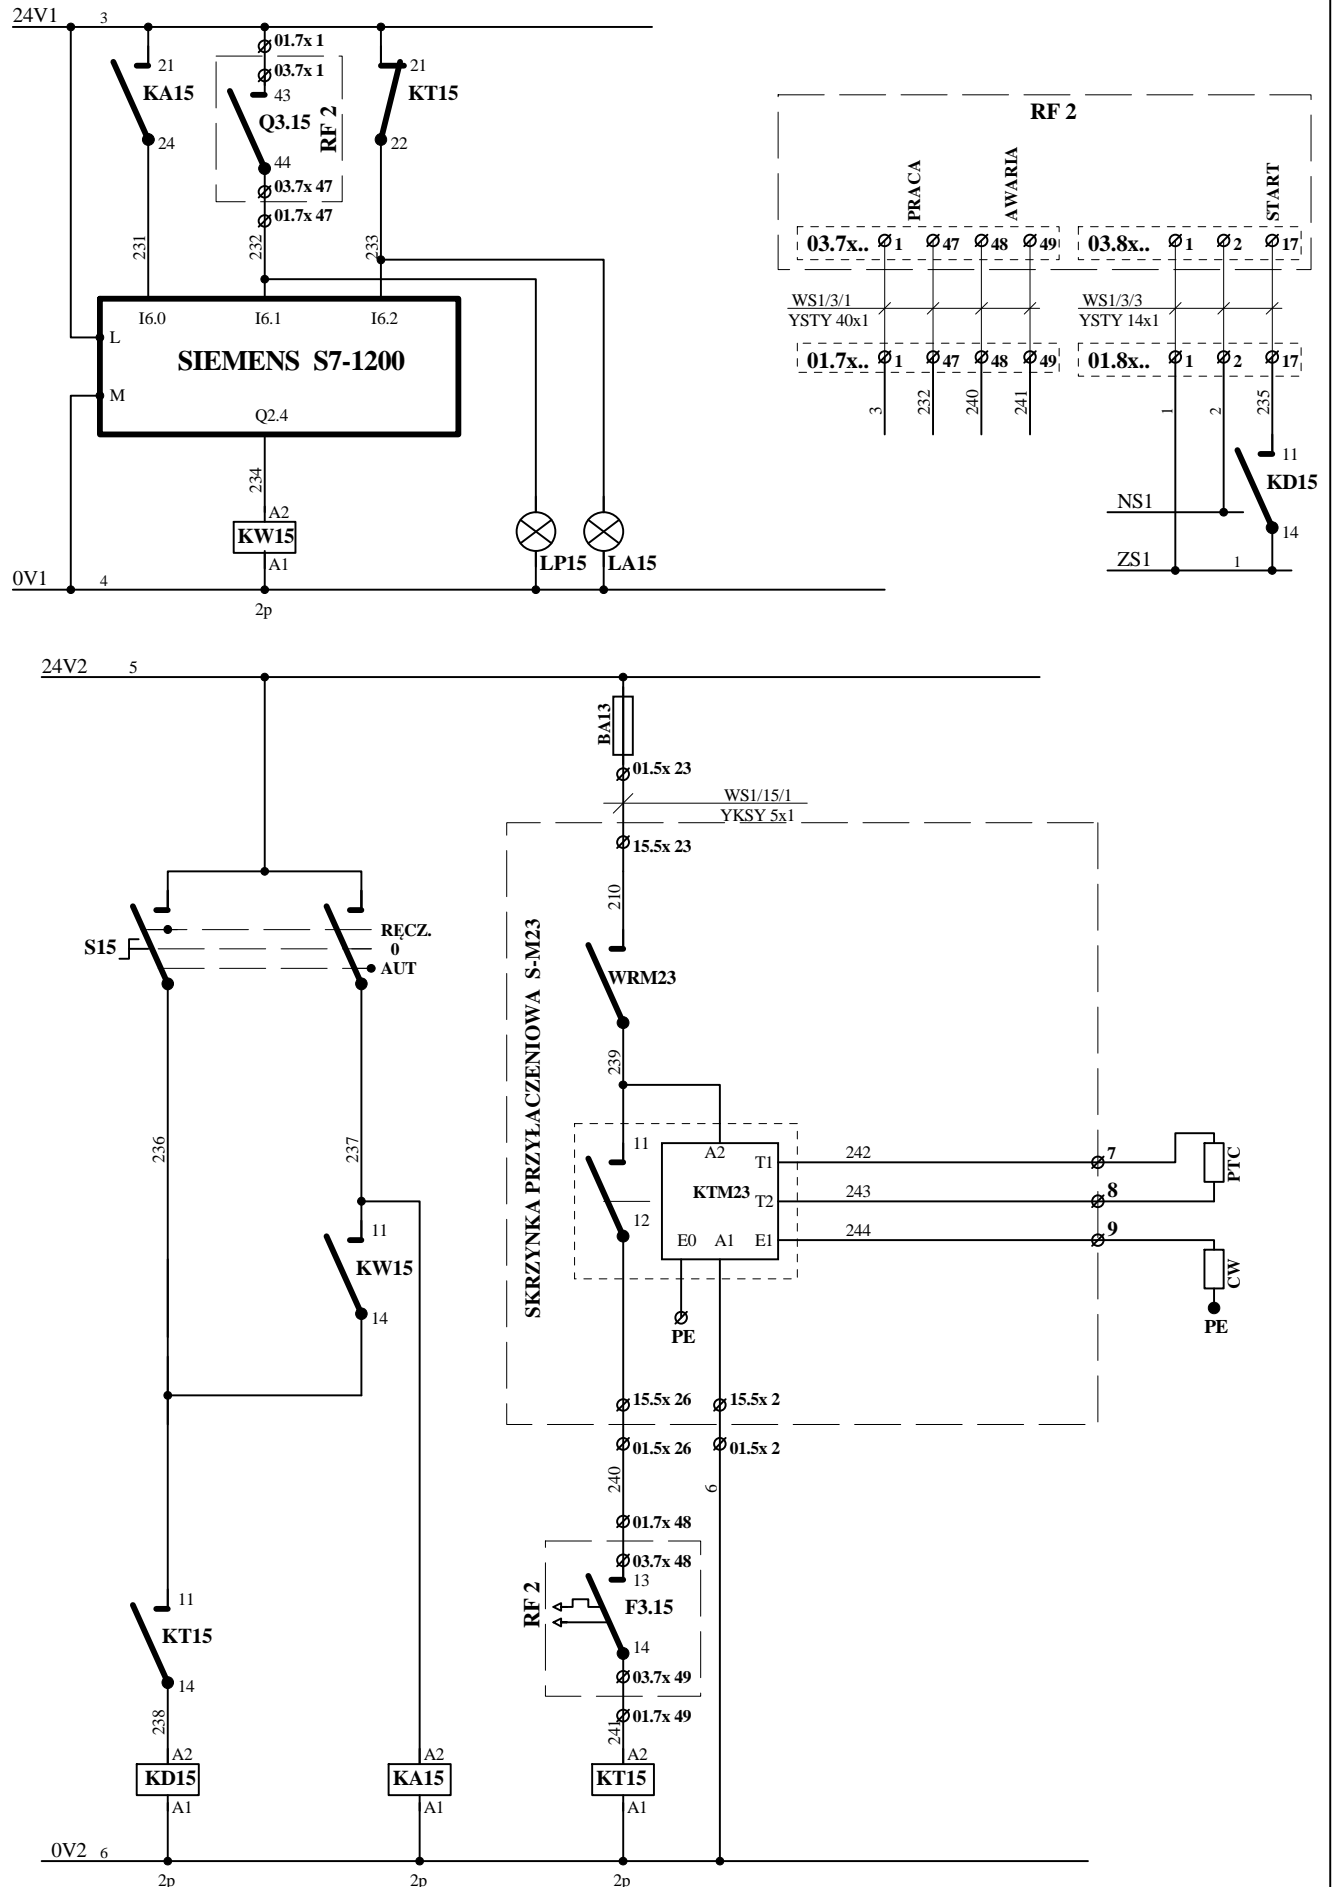 24V1 3
01.7x 1
03.7x 1
21
KA15
24
43
Q3.15
44
RF 2
03.7x 47
01.7x 47
21
KT15
22
231
232
233
I6.0 I6.1 I6.2
L
SIEMENS S7-1200
M
Q2.4
234
A2
KW15
A1
LP15 LA15
0V1 4
2p
RF 2
PRACA
AWARIA
START
03.7x.. 1 47 48 49
03.8x.. 1 2 17
WS1/3/1
YSTY 40x1
WS1/3/3
YSTY 14x1
01.7x.. 1 47 48 49
01.8x.. 1 2 17
3
232
240
241
1
2
235
11
KD15
14
NS1
ZS1 1
24V2 5
BA13
01.5x 23
WS1/15/1
YKSY 5x1
15.5x 23
210
S15
RĘCZ.
0
AUT
WRM23
SKRZYNKA PRZYŁACZENIOWA S-M23
239
236
237
11
KW15
14
11
12
A2
T1
KTM23
T2
E0 A1 E1
PE
242
243
244
7
8
9
PTC
CW
PE
15.5x 26
15.5x 2
01.5x 26
01.5x 2
240
6
01.7x 48
03.7x 48
RF 2
13
F3.15
14
03.7x 49
01.7x 49
241
11
KT15
14
238
A2
KD15
A1
A2
KA15
A1
A2
KT15
A1
0V2 6
2p
2p
2p